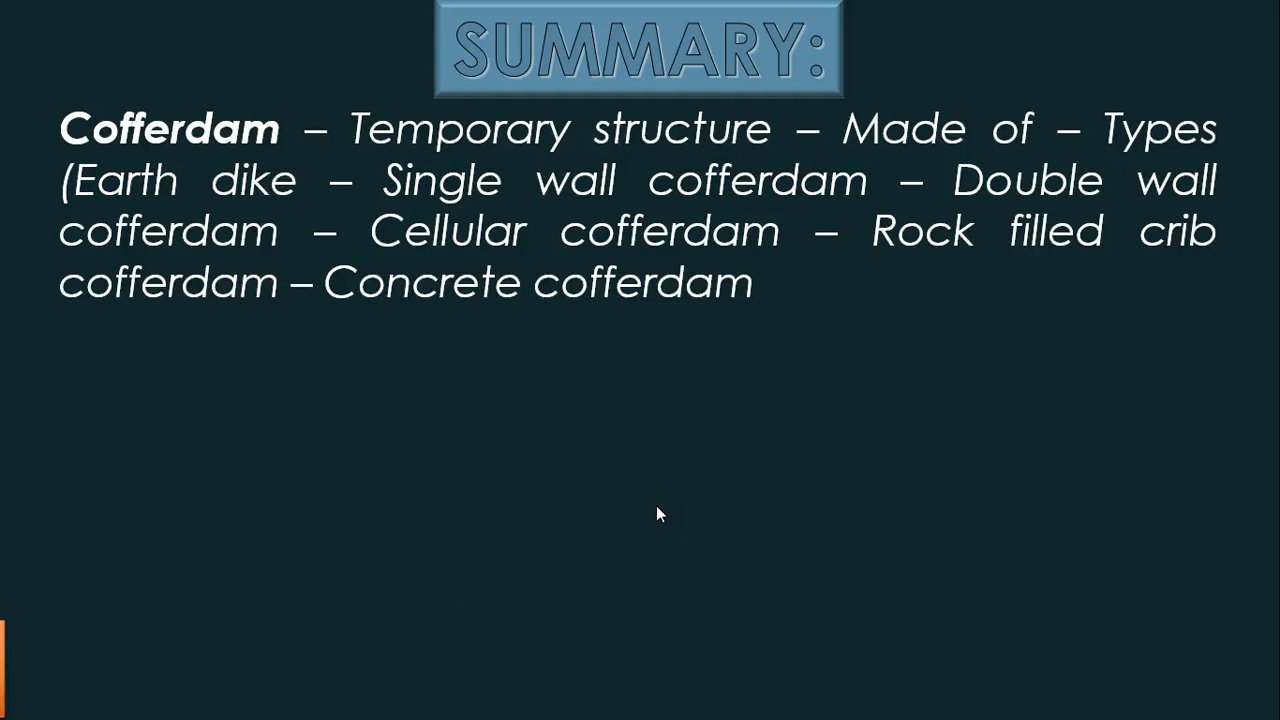 SUMMARY:
Cofferdam – Temporary structure – Made of – Types
(Earth dike – Single wall cofferdam – Double wall
cofferdam – Cellular cofferdam – Rock filled crib
cofferdam – Concrete cofferdam